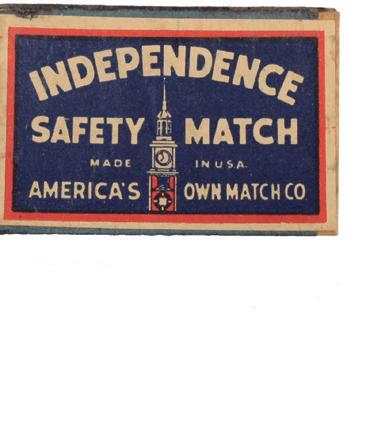 INDEPENDENCE
SAFETY MATCH
MADE IN U.S.A.
AMERICA'S OWN MATCH CO.